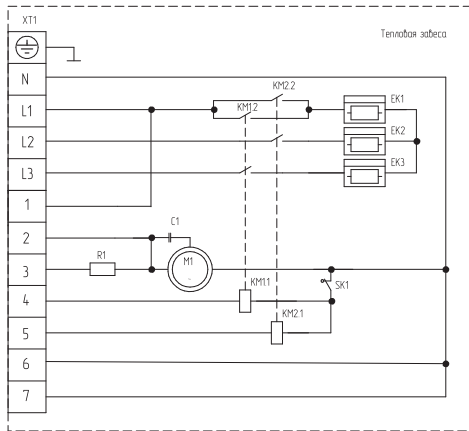 XT1
Тепловая завеса
N
KM2.2
L1
KM1.2
EK1
L2
EK2
L3
EK3
1
C1
2
R1
M1
3
KM1.1
SK1
4
KM2.1
5
6
7